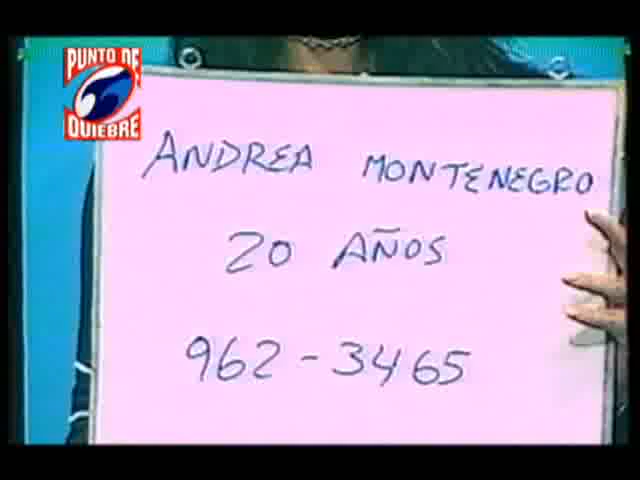 PUNTO DE
QUIEBRE
ANDREA MONTENEGRO
20 AÑOS
962-3465